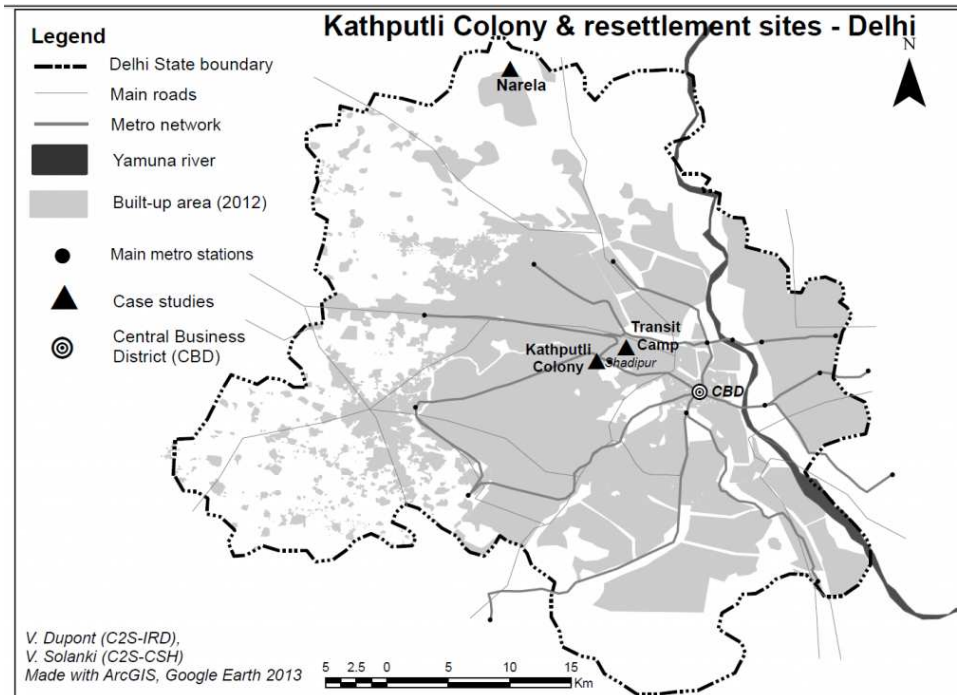 Kathputli Colony & resettlement sites - Delhi
Legend
Delhi State boundary
Main roads
Metro network
Yamuna river
Built-up area (2012)
Main metro stations
Case studies
Central Business
District (CBD)
N
Narela
Transit
Camp
Kathputli
Colony
Shadipur
CBD
V. Dupont (C2S-IRD),
V. Solanki (C2S-CSH)
Made with ArcGIS, Google Earth 2013
5 2.5 0 5 10 15
Km